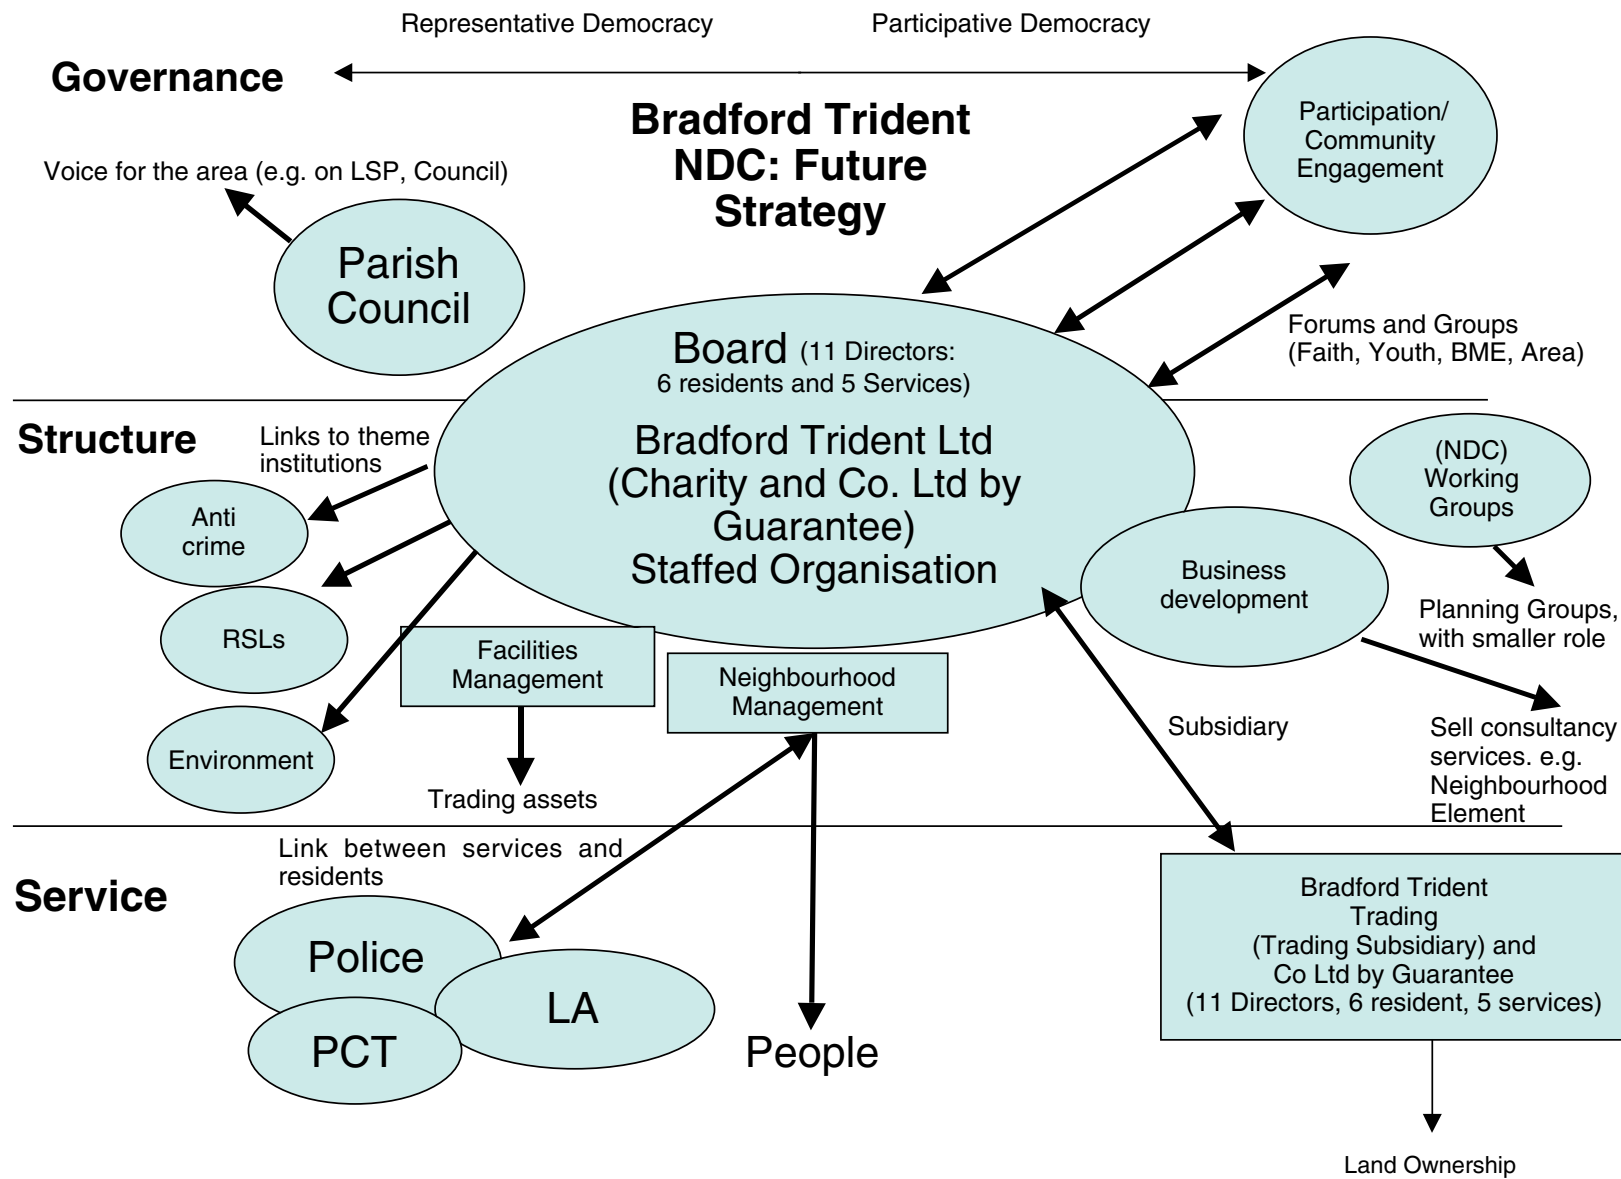 Representative Democracy
Participative Democracy
Governance
Bradford Trident
NDC: Future
Strategy
Participation/
Community
Engagement
Voice for the area (e.g. on LSP, Council)
Parish
Council
Board (11 Directors:
6 residents and 5 Services)
Bradford Trident Ltd
(Charity and Co. Ltd by
Guarantee)
Staffed Organisation
Forums and Groups
(Faith, Youth, BME, Area)
Structure
Links to theme
institutions
(NDC)
Working
Groups
Anti
crime
Business
development
RSLs
Planning Groups,
with smaller role
Facilities
Management
Neighbourhood
Management
Environment
Subsidiary
Sell consultancy
services. e.g.
Neighbourhood
Element
Trading assets
Link between services and
residents
Service
Police
LA
PCT
People
Bradford Trident
Trading
(Trading Subsidiary) and
Co Ltd by Guarantee
(11 Directors, 6 resident, 5 services)
Land Ownership